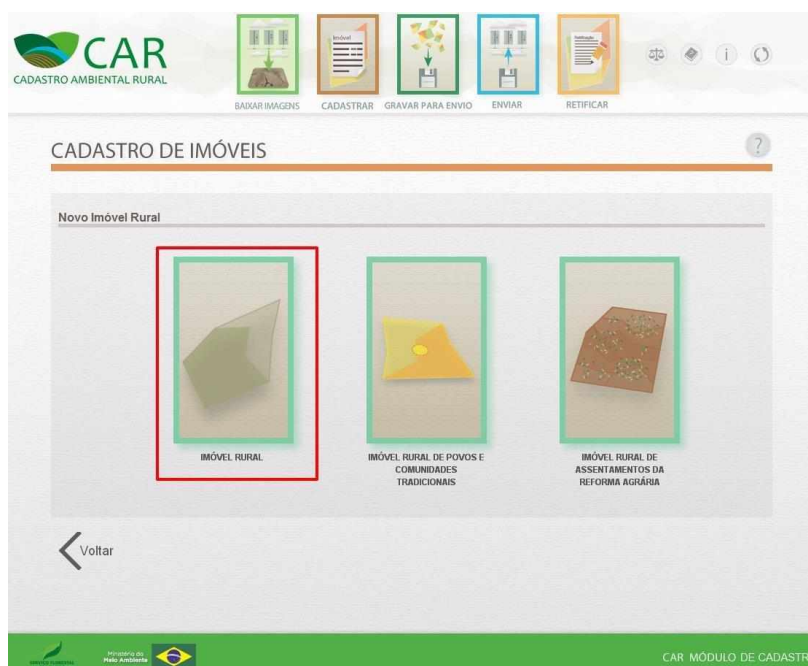 CAR
CADASTRO AMBIENTAL RURAL
Imóvel
Retificação
BAIXAR IMAGENS
CADASTRAR
GRAVAR PARA ENVIO
ENVIAR
RETIFICAR
i
CADASTRO DE IMÓVEIS
?
Novo Imóvel Rural
IMÓVEL RURAL
IMÓVEL RURAL DE POVOS E
COMUNIDADES
TRADICIONAIS
IMÓVEL RURAL DE
ASSENTAMENTOS DA
REFORMA AGRÁRIA
Voltar
Ministério do
Meio Ambiente
CAR MÓDULO DE CADASTR